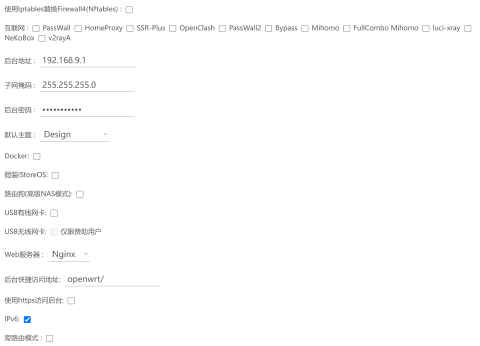 使用iptables替换Firewall4(Nftables) :
互联网 : PassWall HomeProxy SSR-Plus OpenClash PassWall2 Bypass Mihomo FullCombo Mihomo luci-xray
NeKoBox v2rayA
后台地址 : 192.168.9.1
子网掩码 : 255.255.255.0
后台密码 : •••••••••••
默认主题 : Design
Docker:
假装iStoreOS:
路由狗(高级NAS模式):
USB有线网卡:
USB无线网卡: 仅限赞助用户
Web服务器 : Nginx
后台快捷访问地址: openwrt/
使用https访问后台:
IPv6:
旁路由模式 :